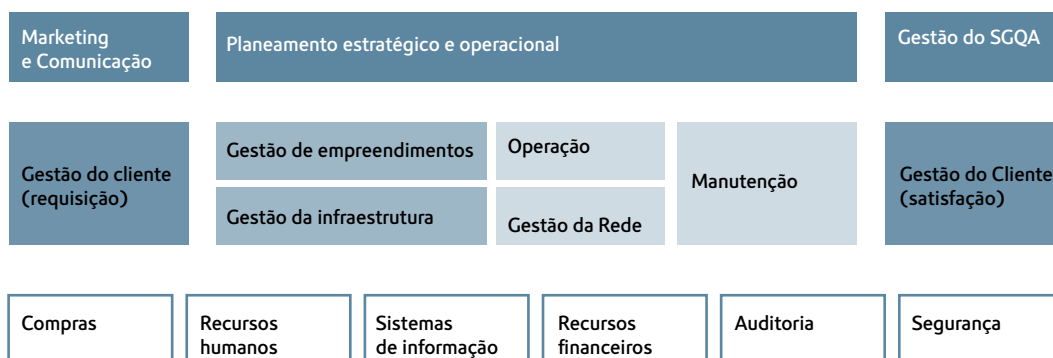 Marketing
e Comunicação
Planeamento estratégico e operacional
Gestão do SGQA
Gestão do cliente
(requisição)
Gestão de empreendimentos
Gestão da infraestrutura
Operação
Gestão da Rede
Manutenção
Gestão do Cliente
(satisfação)
Compras
Recursos
humanos
Sistemas
de informação
Recursos
financeiros
Auditoria
Segurança